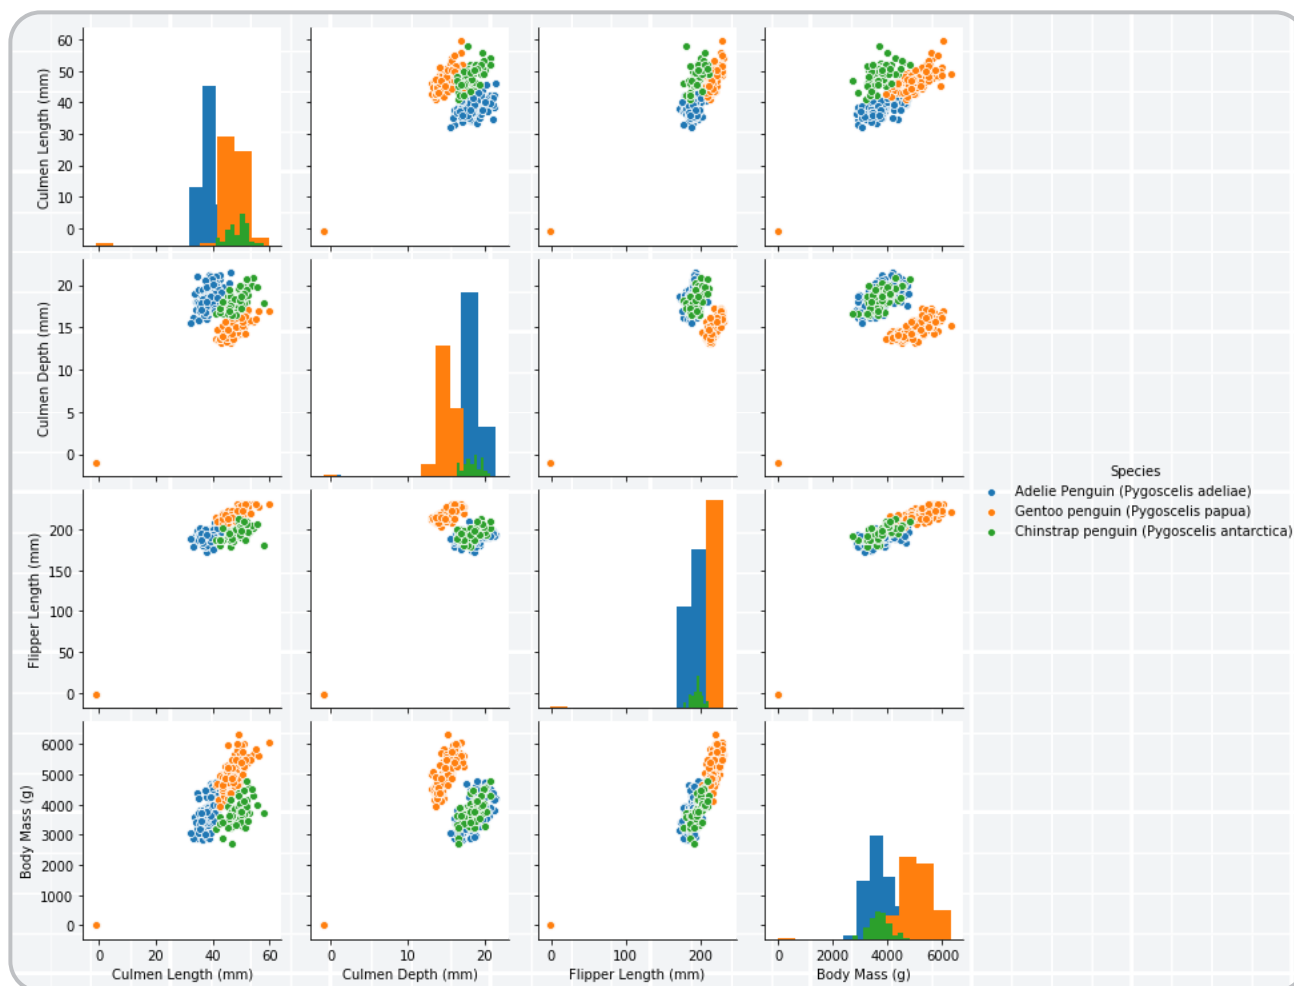 60
50
40
30
20
10
0
Culmen Length (mm)
20
15
10
5
0
Culmen Depth (mm)
Species
Adelie Penguin (Pygoscelis adeliae)
Gentoo penguin (Pygoscelis papua)
Chinstrap penguin (Pygoscelis antarctica)
200
150
100
50
0
Flipper Length (mm)
6000
5000
4000
3000
2000
1000
0
Body Mass (g)
0 20 40 60
0 10 20
0 100 200
0 2000 4000 6000
Culmen Length (mm)
Culmen Depth (mm)
Flipper Length (mm)
Body Mass (g)